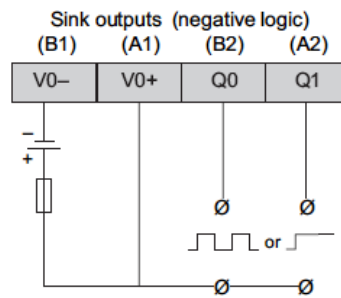 Sink outputs (negative logic)
(B1) (A1) (B2) (A2)
V0– V0+ Q0 Q1
–
+
Ø Ø
or
Ø Ø